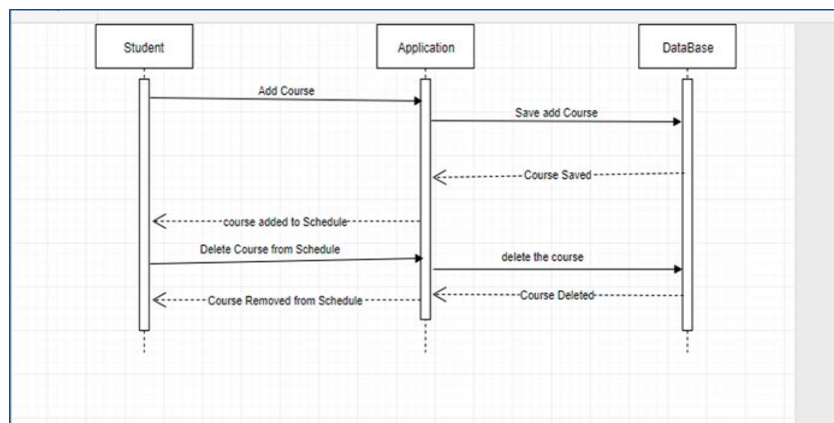 Student
Application
DataBase
Add Course
Save add Course
Course Saved
course added to Schedule
Delete Course from Schedule
delete the course
Course Deleted
Course Removed from Schedule